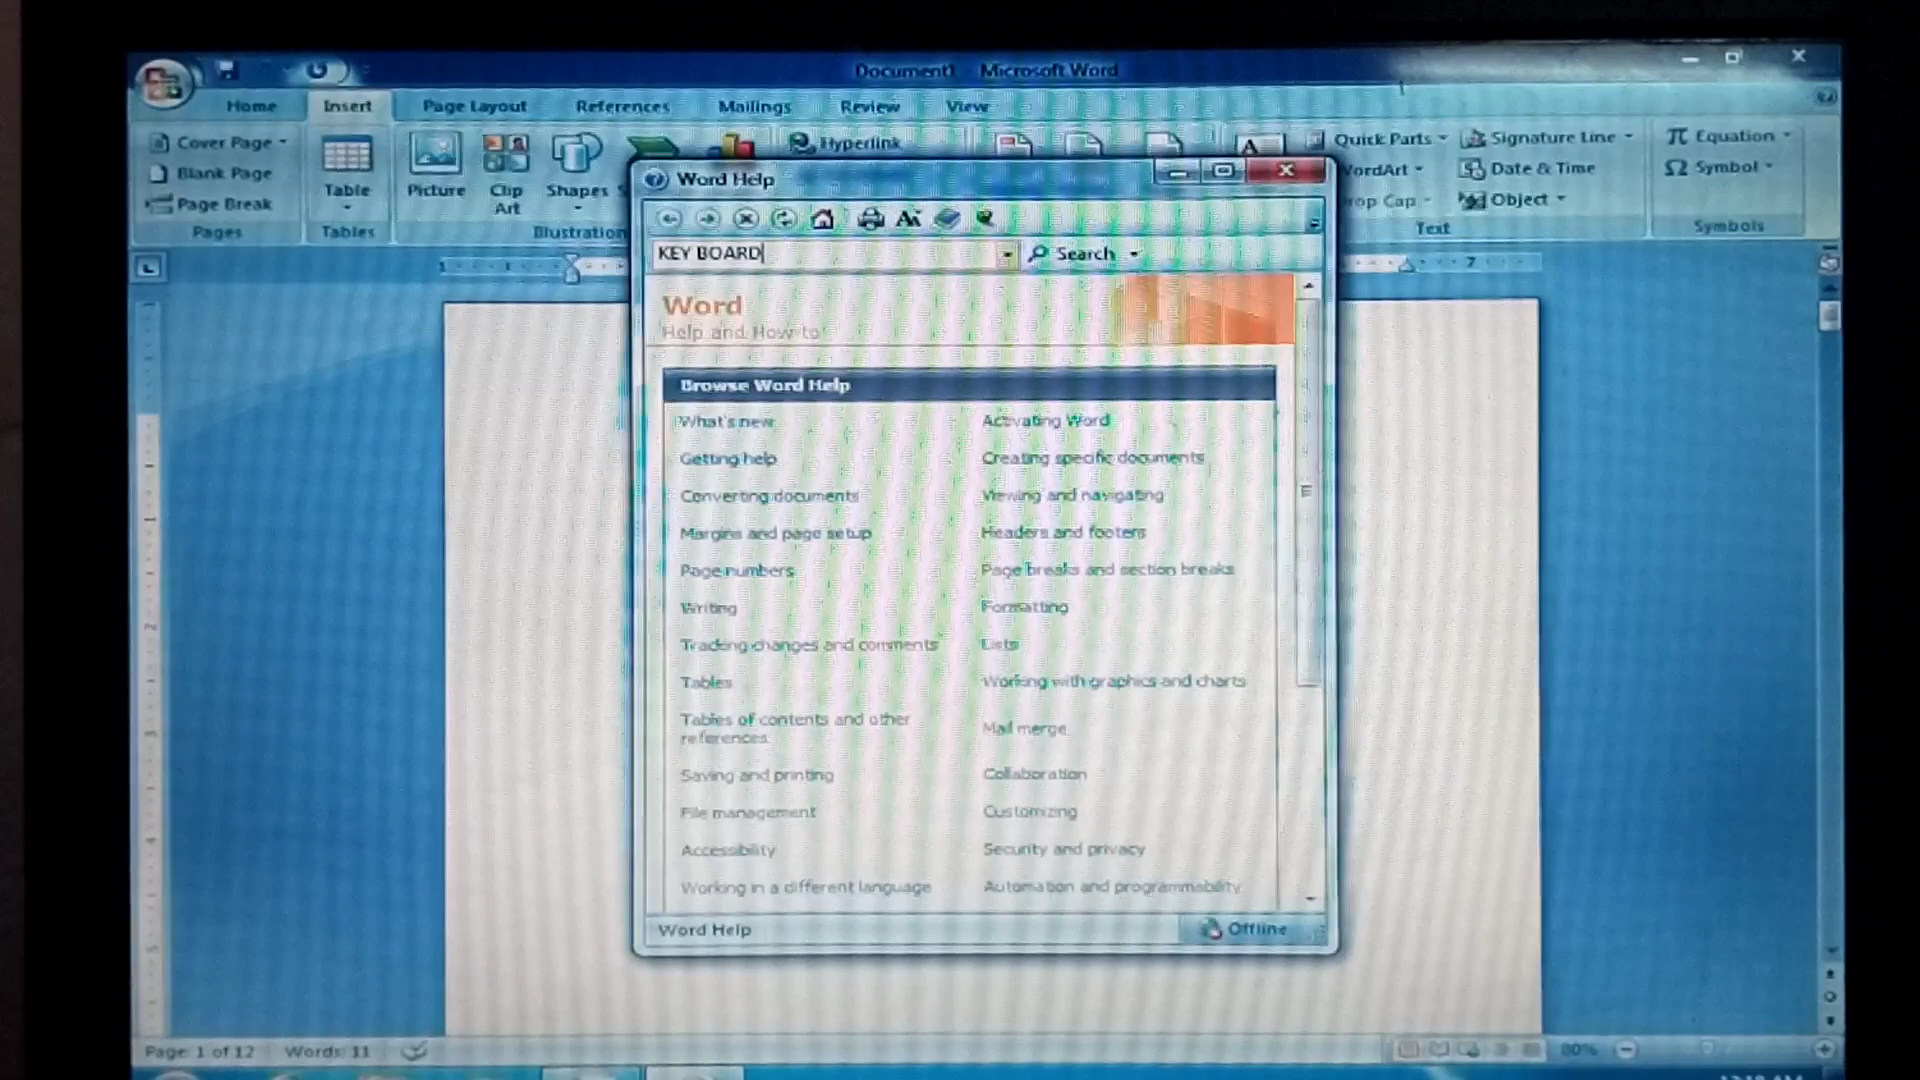 Document1 - Microsoft Word
Home Insert Page Layout References Mailings Review View
Cover Page
Blank Page
Page Break
Pages
Table
Tables
Picture
Clip Art
Shapes
Illustration
Hyperlink
Quick Parts
WordArt
rop Cap
Signature Line
Date & Time
Object
Text
Equation
Symbol
Symbols
Word Help
KEY BOARD
Search
1
7
Word
Help and How-to
Browse Word Help
What's new
Activating Word
Getting help
Creating specific documents
Converting documents
Viewing and navigating
Margins and page setup
Headers and footers
Page numbers
Page breaks and section breaks
Writing
Formatting
Tracking changes and comments
Lists
Tables
Working with graphics and charts
Tables of contents and other
references
Mail merge
Saving and printing
Collaboration
File management
Customizing
Accessibility
Security and privacy
Working in a different language
Automation and programmability
Word Help
Offline
Page: 1 of 12
Words: 11
80%